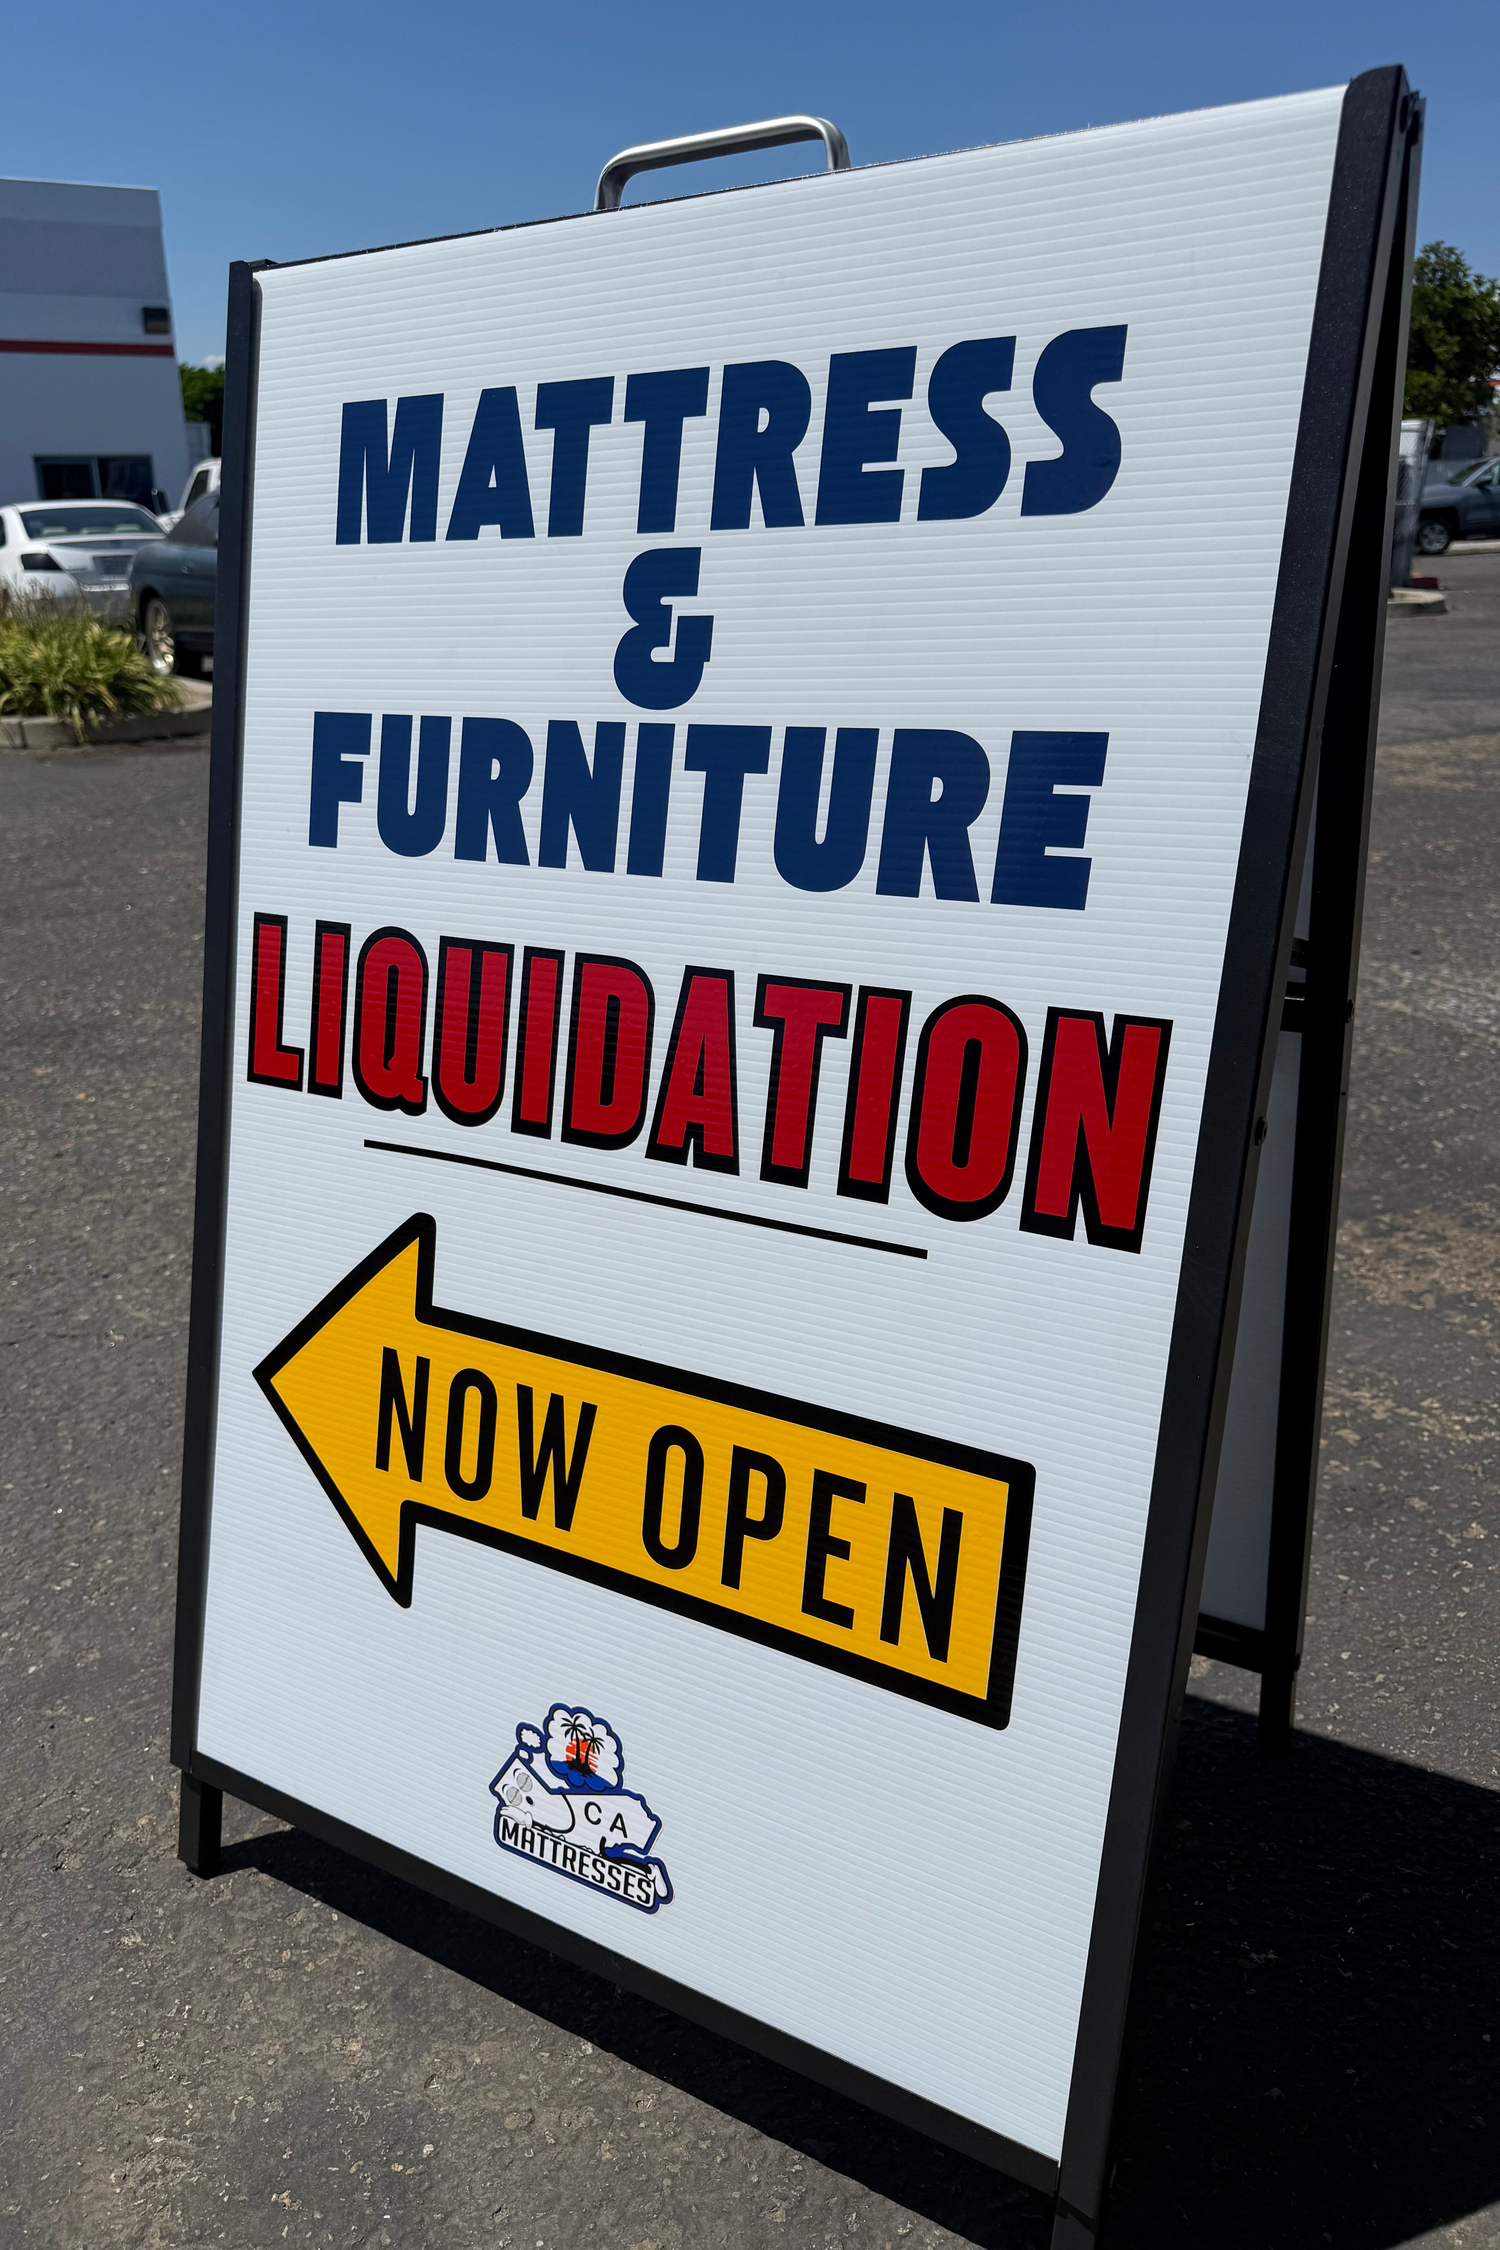 MATTRESS
&
FURNITURE
LIQUIDATION
NOW OPEN
CA
MATTRESSES